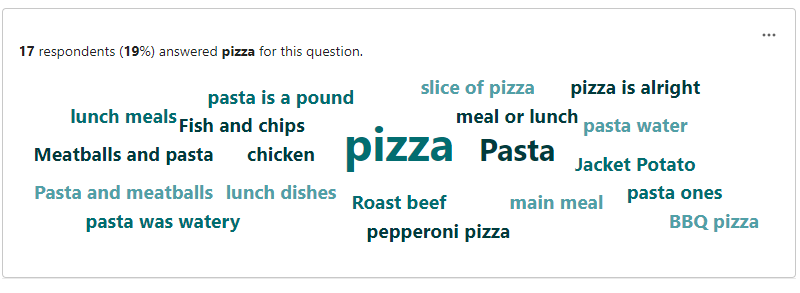 17 respondents (19%) answered pizza for this question.
slice of pizza
pizza is alright
pasta is a pound
lunch meals
meal or lunch
Fish and chips
pasta water
pizza
Pasta
Meatballs and pasta
chicken
Jacket Potato
Pasta and meatballs
lunch dishes
pasta ones
Roast beef
main meal
pasta was watery
BBQ pizza
pepperoni pizza